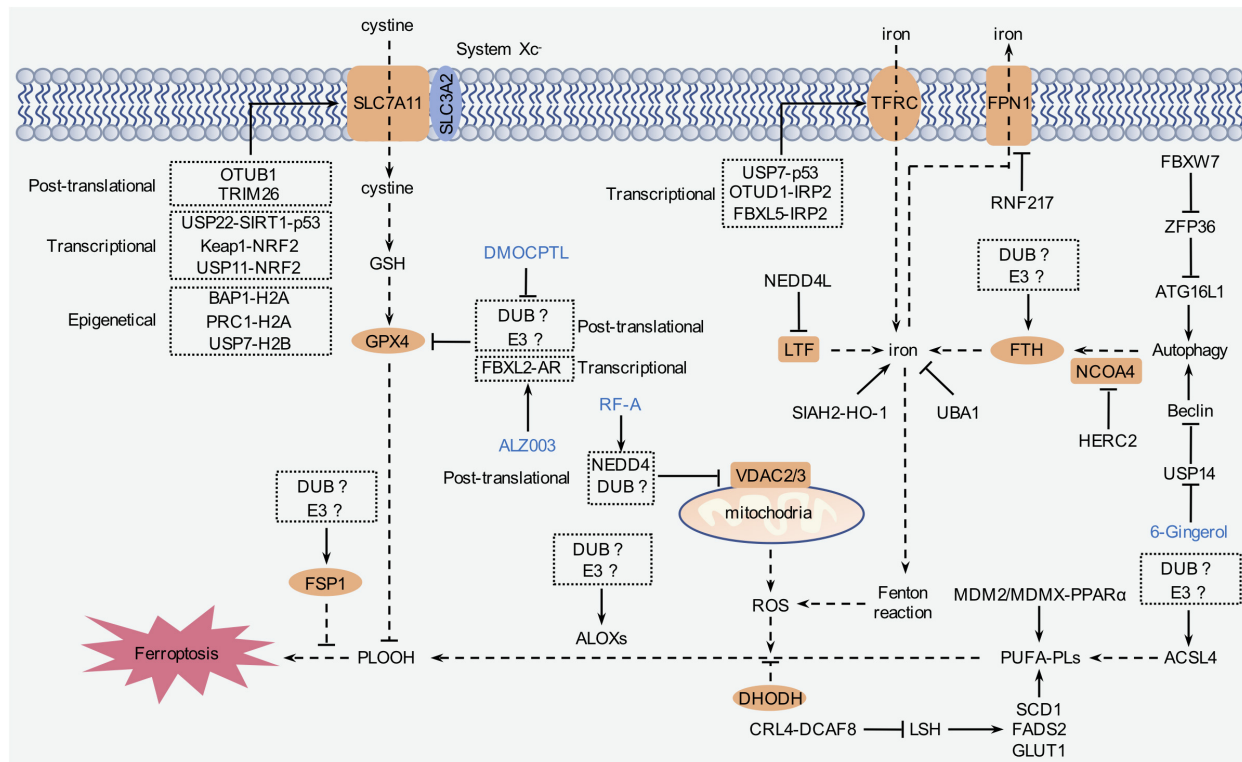 cystine
System Xc-
iron
iron
SLC7A11
SLC3A2
TFRC
FPN1
Post-translational
OTUB1
TRIM26
cystine
Transcriptional
USP22-SIRT1-p53
Keap1-NRF2
USP11-NRF2
GSH
Epigenetical
BAP1-H2A
PRC1-H2A
USP7-H2B
GPX4
DMOCPTL
DUB ?
E3 ?
Post-translational
FBXL2-AR
Transcriptional
ALZ003
Transcriptional
USP7-p53
OTUD1-IRP2
FBXL5-IRP2
RNF217
FBXW7
ZFP36
ATG16L1
Autophagy
NEDD4L
LTF
iron
DUB ?
E3 ?
FTH
NCOA4
SIAH2-HO-1
UBA1
HERC2
Beclin
USP14
6-Gingerol
RF-A
Post-translational
NEDD4
DUB ?
VDAC2/3
mitochodria
DUB ?
E3 ?
FSP1
DUB ?
E3 ?
ALOXs
ROS
Fenton
reaction
MDM2/MDMX-PPARα
DUB ?
E3 ?
Ferroptosis
PLOOH
PUFA-PLs
ACSL4
DHODH
CRL4-DCAF8
LSH
SCD1
FADS2
GLUT1